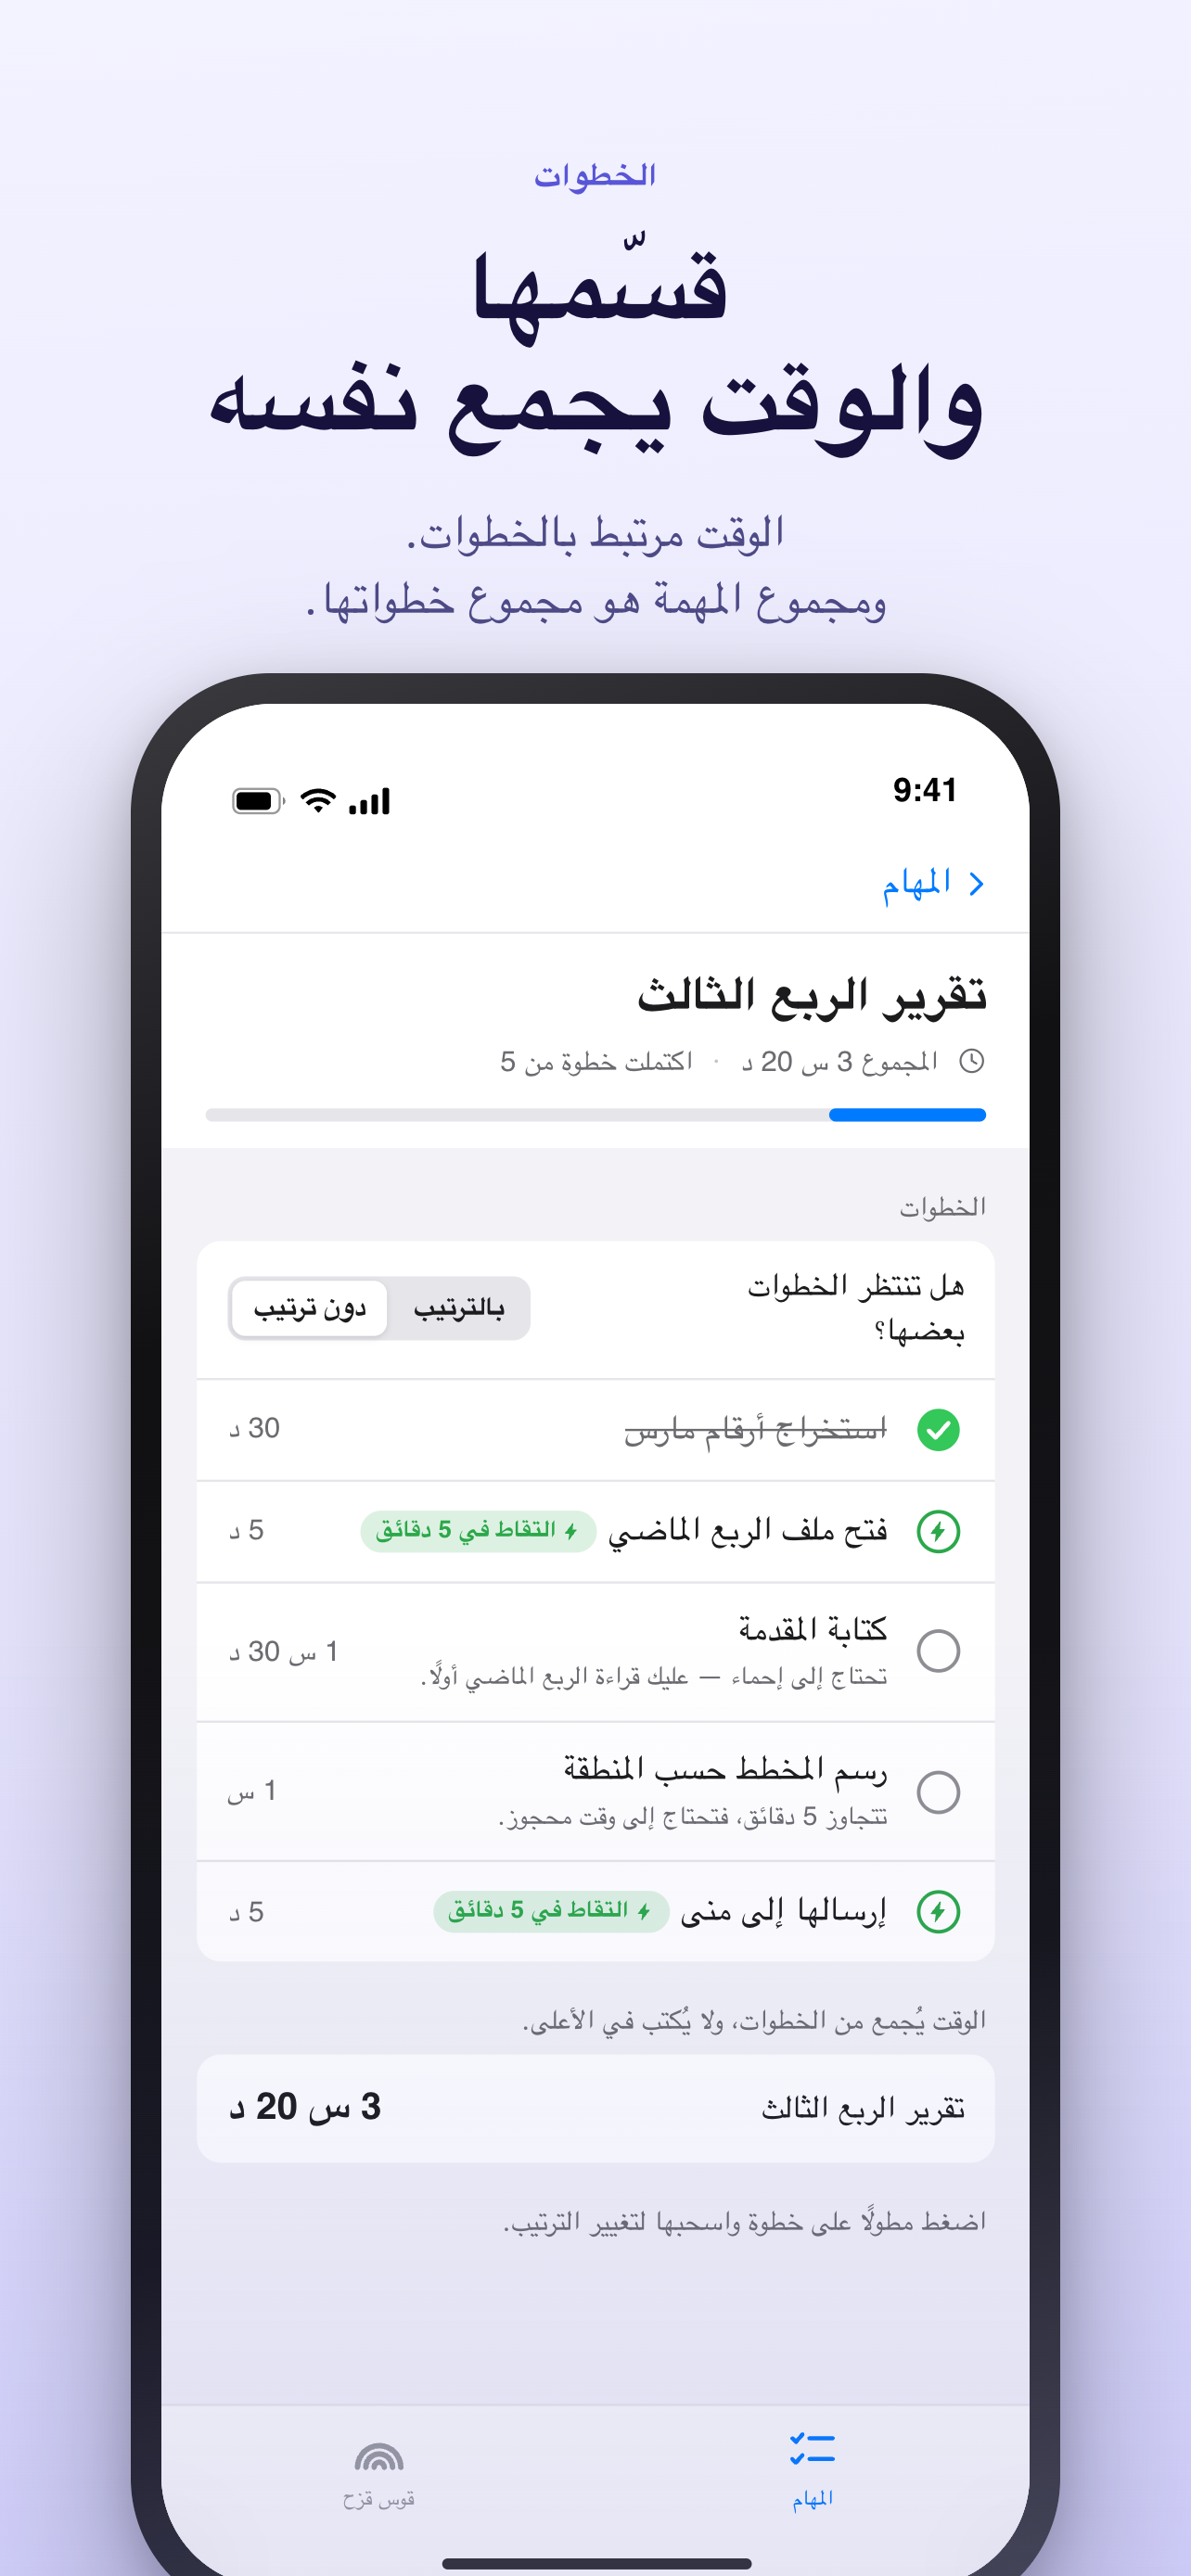 الخطوات
قسّمها
والوقت يجمع نفسه
الوقت مرتبط بالخطوات.
ومجموع المهمة هو مجموع خطواتها.
9:41
المهام
تقرير الربع الثالث
المجموع 3 س 20 د · اكتملت خطوة من 5
الخطوات
هل تنتظر الخطوات
بعضها؟
بالترتيب
دون ترتيب
استخراج أرقام مارس
30 د
فتح ملف الربع الماضي
التقاط في 5 دقائق
5 د
كتابة المقدمة
1 س 30 د
تحتاج إلى إحماء — عليك قراءة الربع الماضي أولًا.
رسم المخطط حسب المنطقة
1 س
تتجاوز 5 دقائق، فتحتاج إلى وقت محجوز.
إرسالها إلى منى
التقاط في 5 دقائق
5 د
الوقت يُجمع من الخطوات، ولا يُكتب في الأعلى.
تقرير الربع الثالث
3 س 20 د
اضغط مطولًا على خطوة واسحبها لتغيير الترتيب.
المهام
قوس قزح